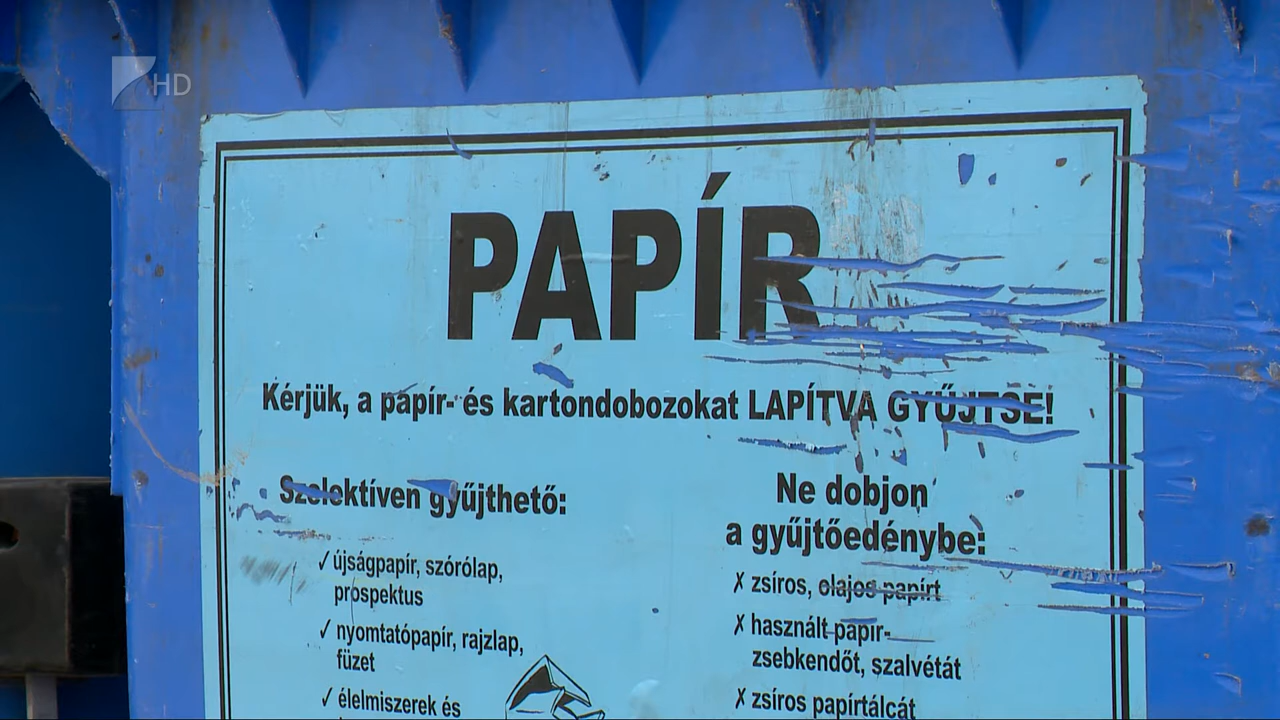 HD
PAPÍR
Kérjük, a papír- és kartondobozokat LAPÍTVA GYŰJTSE!
Szelektíven gyűjthető:
✓ újságpapír, szórólap,
prospektus
✓ nyomtatópapír, rajzlap,
füzet
✓ élelmiszerek és
Ne dobjon
a gyűjtőedénybe:
✗ zsíros, olajos papírt
✗ használt papír-
zsebkendőt, szalvétát
✗ zsíros papírtálcát